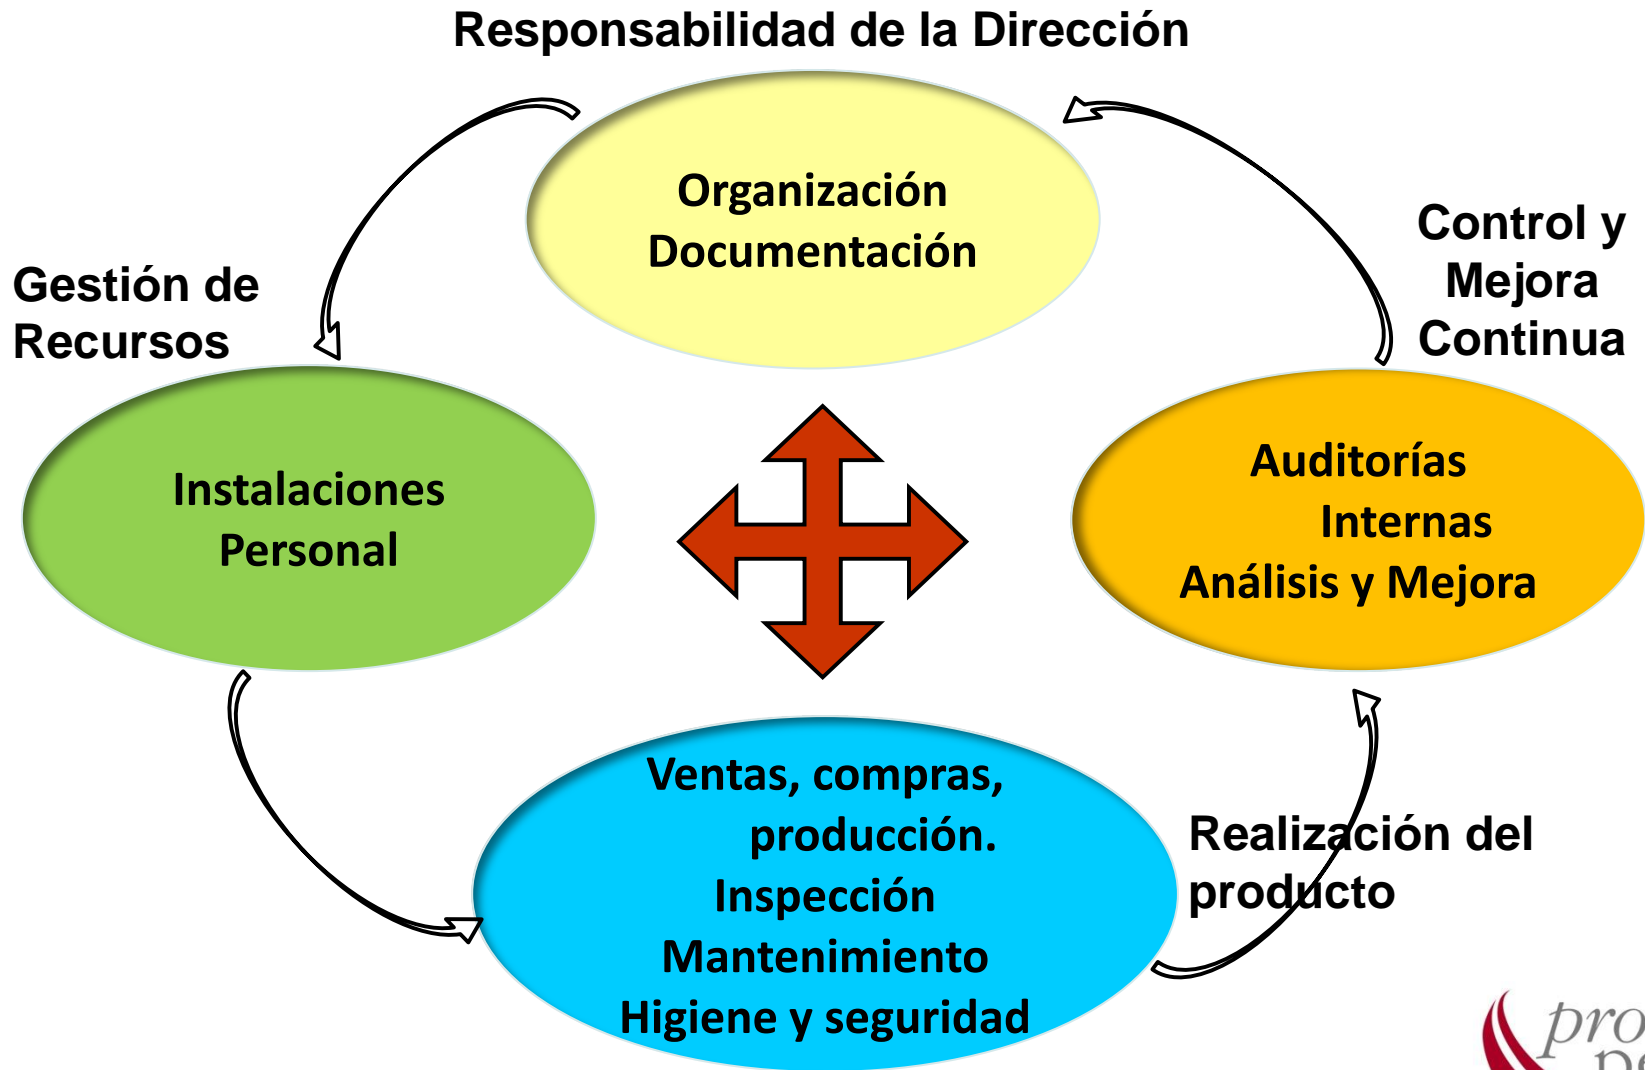 Responsabilidad de la Dirección
Organización
Documentación
Control y
Mejora
Continua
Gestión de
Recursos
Instalaciones
Personal
Auditorías
Internas
Análisis y Mejora
Ventas, compras,
producción.
Inspección
Mantenimiento
Higiene y seguridad
Realización del
producto